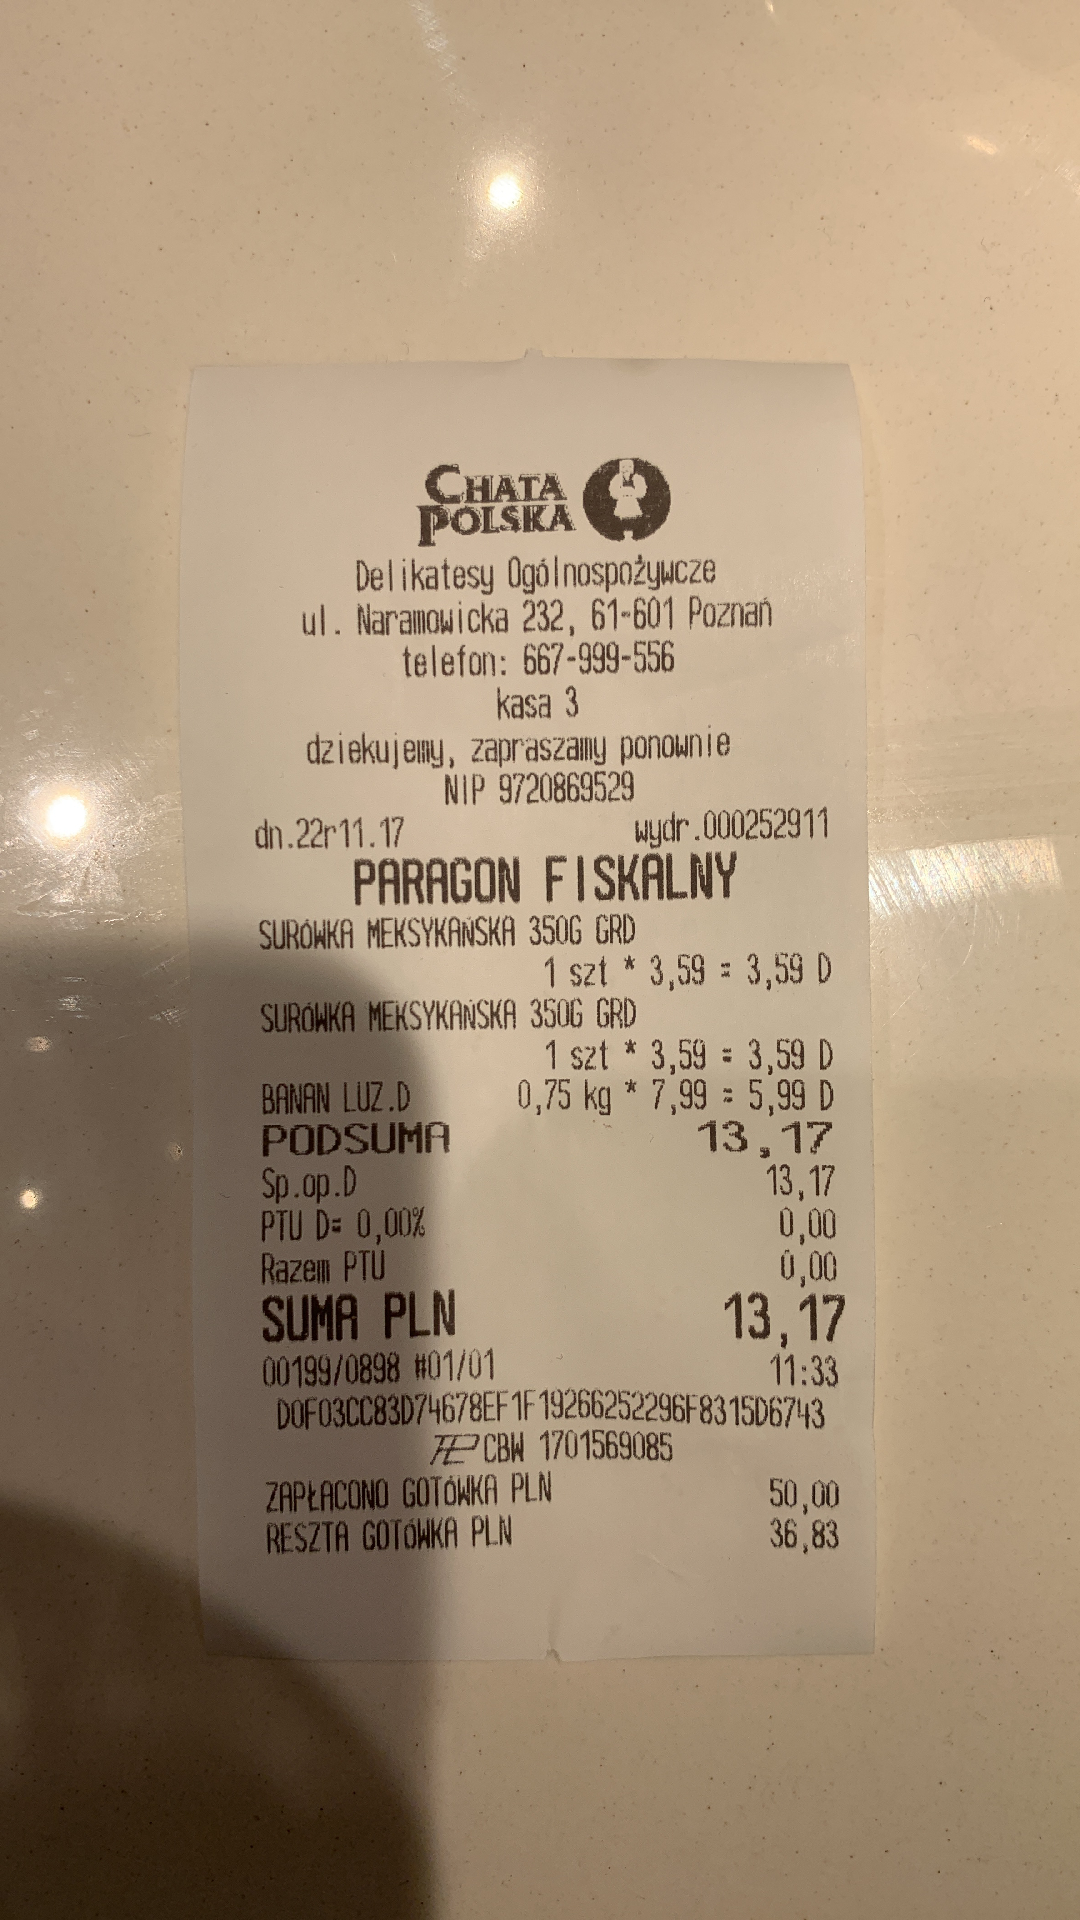 CHATA
POLSKA
Delikatesy Ogólnospożywcze
ul. Naramowicka 232, 61-601 Poznań
telefon: 667-999-556
kasa 3
dziekujemy, zapraszamy ponownie
NIP 9720869529
dn.22r11.17 wydr.000252911
PARAGON FISKALNY
SURÓWKA MEKSYKAŃSKA 350G GRD
1 szt * 3,59 = 3,59 D
SURÓWKA MEKSYKAŃSKA 350G GRD
1 szt * 3,59 = 3,59 D
BANAN LUZ.D 0,75 kg * 7,99 = 5,99 D
PODSUMA 13,17
Sp.op.D 13,17
PTU D= 0,00% 0,00
Razem PTU 0,00
SUMA PLN 13,17
00199/0898 #01/01 11:33
D0F03CC83D74678EF1F19266252296F8315D6743
CBW 1701569085
ZAPŁACONO GOTÓWKA PLN 50,00
RESZTA GOTÓWKA PLN 36,83